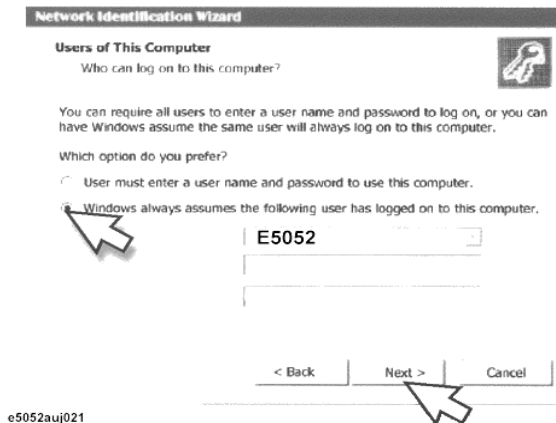 Network Identification Wizard
Users of This Computer
Who can log on to this computer?
You can require all users to enter a user name and password to log on, or you can
have Windows assume the same user will always log on to this computer.
Which option do you prefer?
User must enter a user name and password to use this computer.
Windows always assumes the following user has logged on to this computer.
E5052
< Back Next > Cancel
e5052auj021